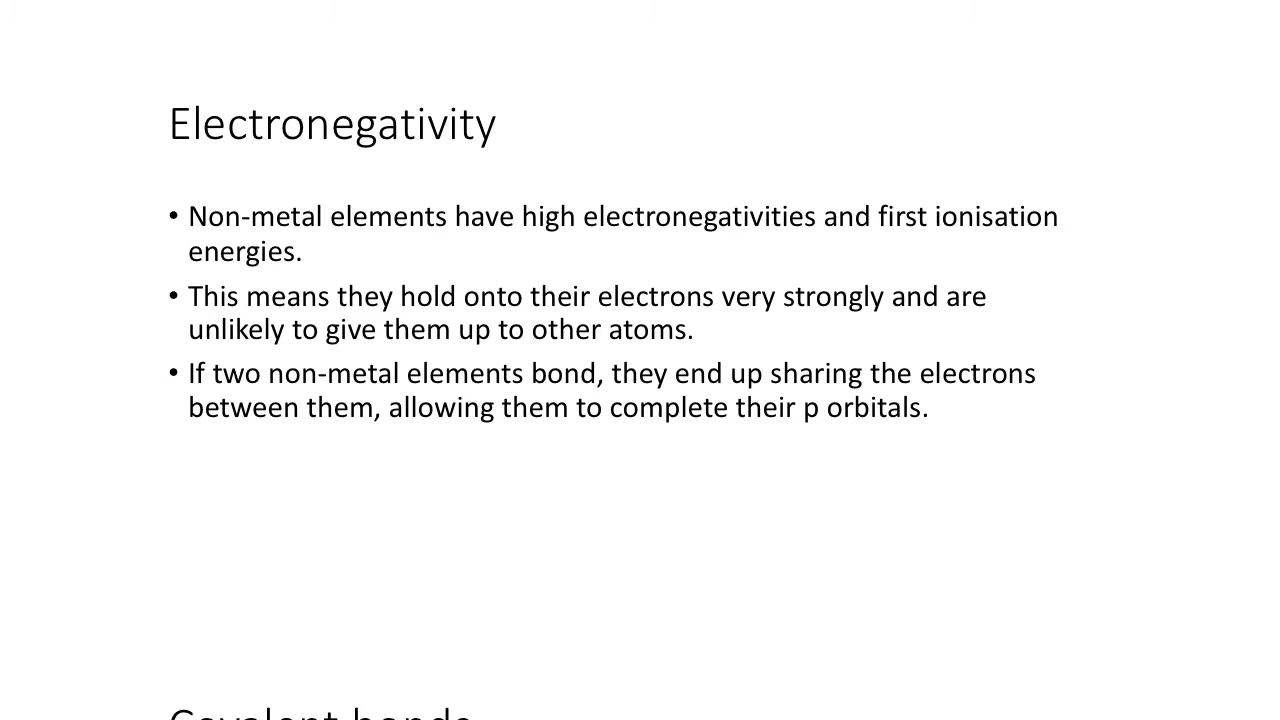 Electronegativity
• Non-metal elements have high electronegativities and first ionisation
energies.
• This means they hold onto their electrons very strongly and are
unlikely to give them up to other atoms.
• If two non-metal elements bond, they end up sharing the electrons
between them, allowing them to complete their p orbitals.
Covalent bonds